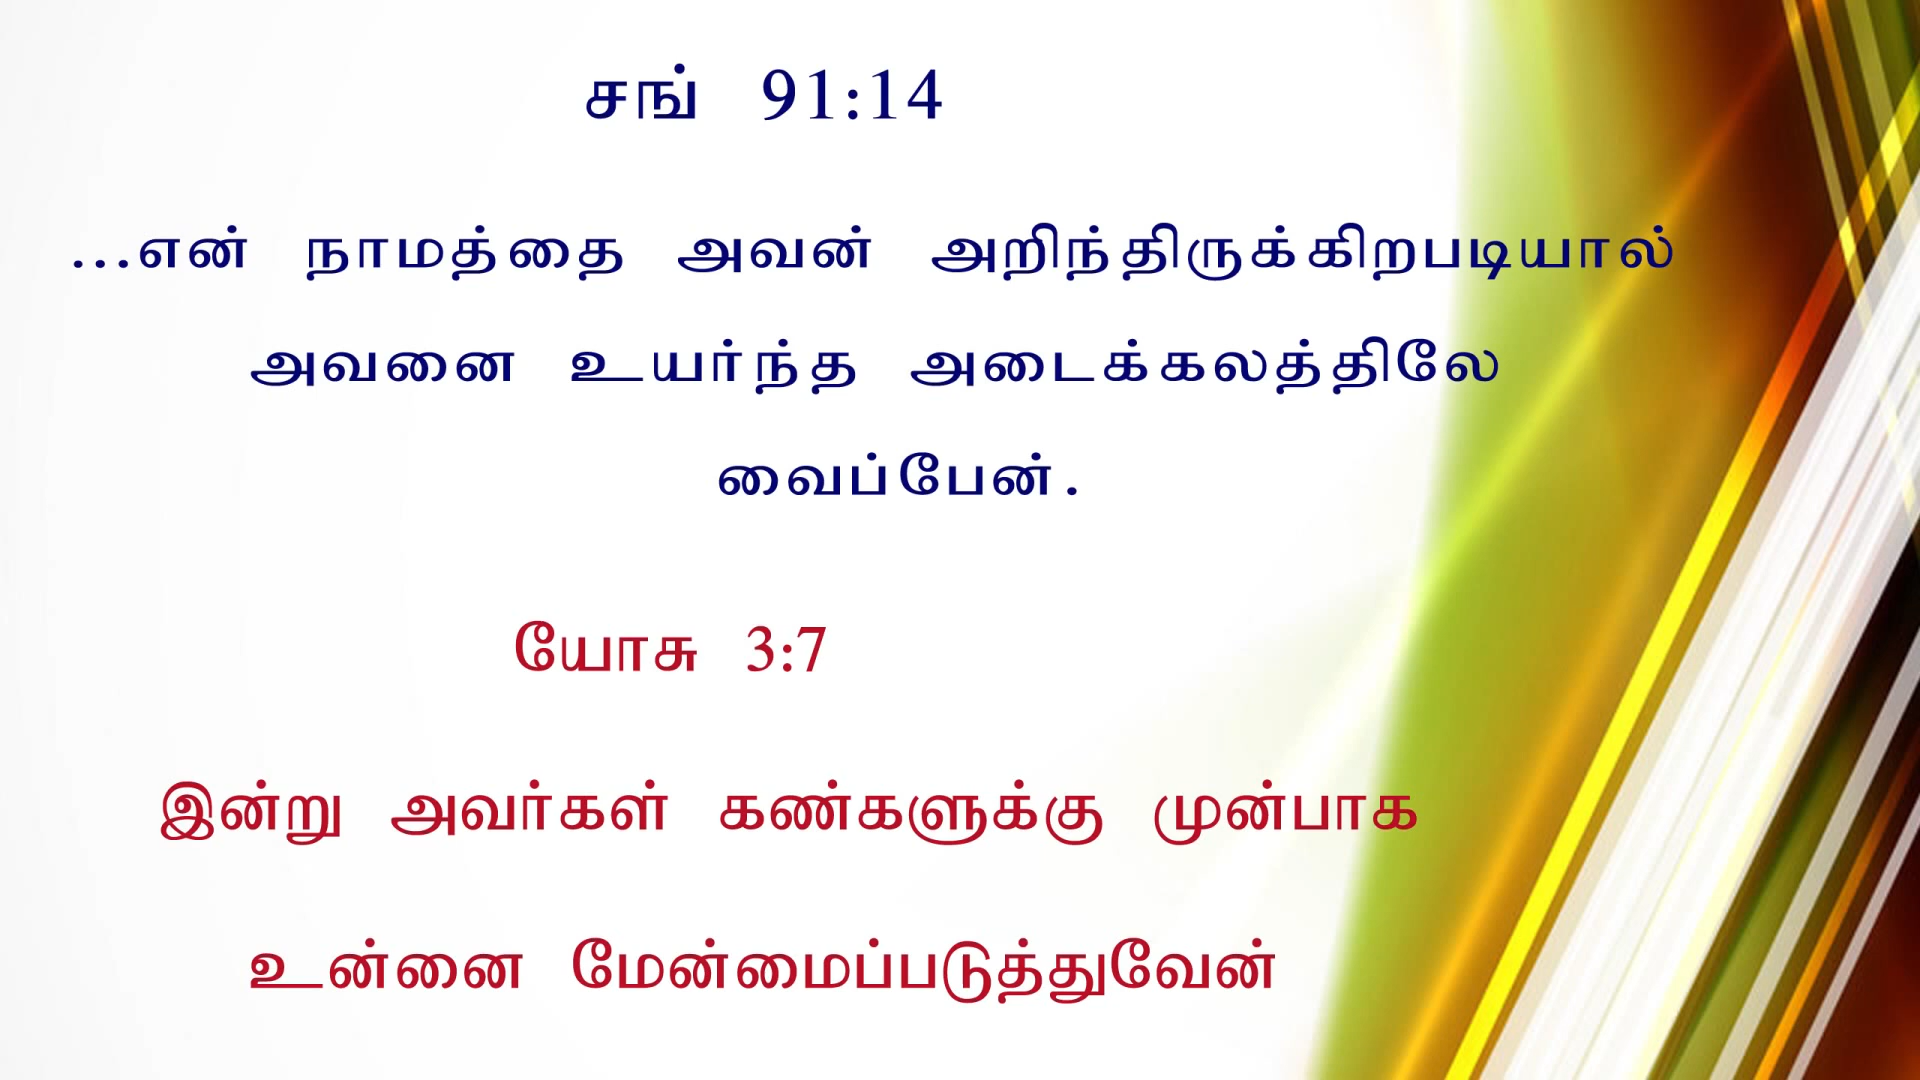 சங் 91:14
...என் நாமத்தை அவன் அறிந்திருக்கிறபடியால்
அவனை உயர்ந்த அடைக்கலத்திலே
வைப்பேன்.
யோசு 3:7
இன்று அவர்கள் கண்களுக்கு முன்பாக
உன்னை மேன்மைப்படுத்துவேன்